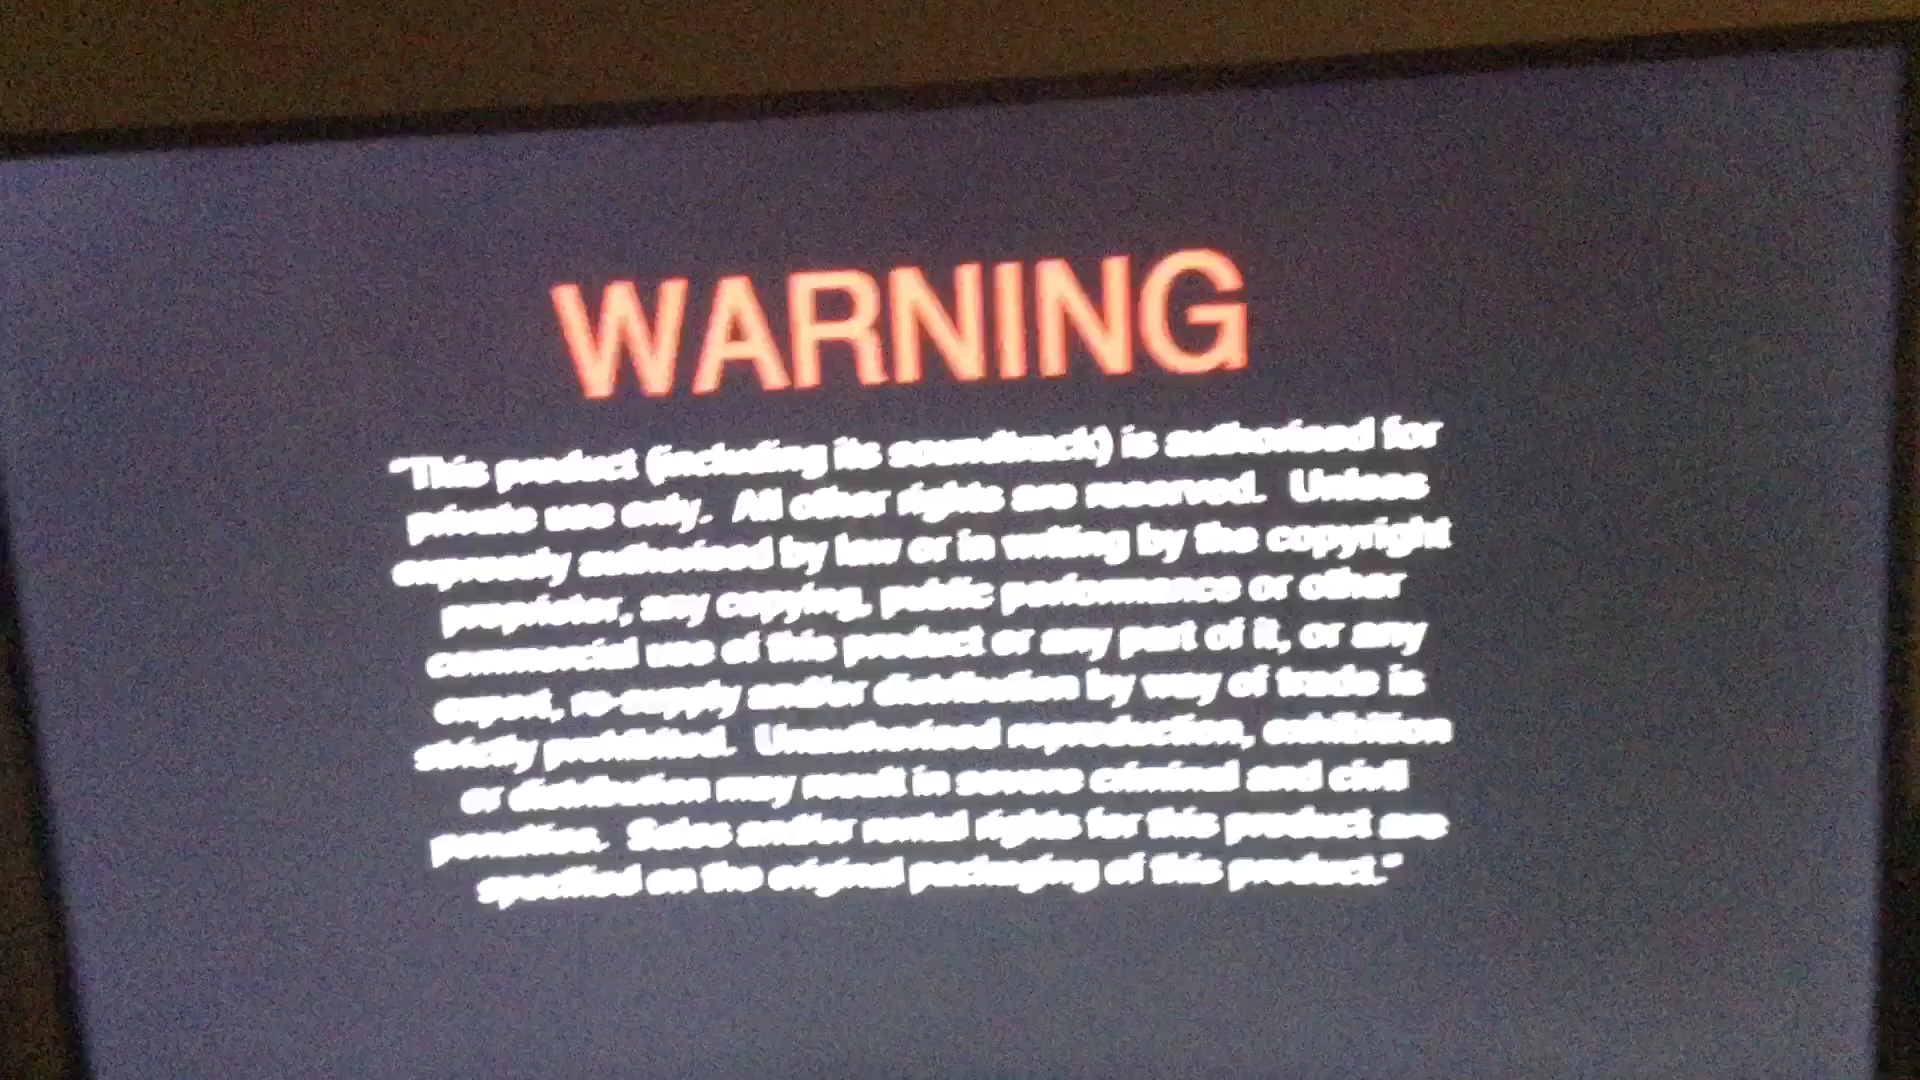 WARNING
"This product (including its soundtrack) is authorised for
private use only. All other rights are reserved. Unless
expressly authorised by law or in writing by the copyright
proprietor, any copying, public performance or other
commercial use of this product or any part of it, or any
export, re-supply and/or distribution by way of trade is
strictly prohibited. Unauthorised reproduction, exhibition
or distribution may result in severe criminal and civil
penalties. Sales and/or rental rights for this product are
specified on the original packaging of this product."